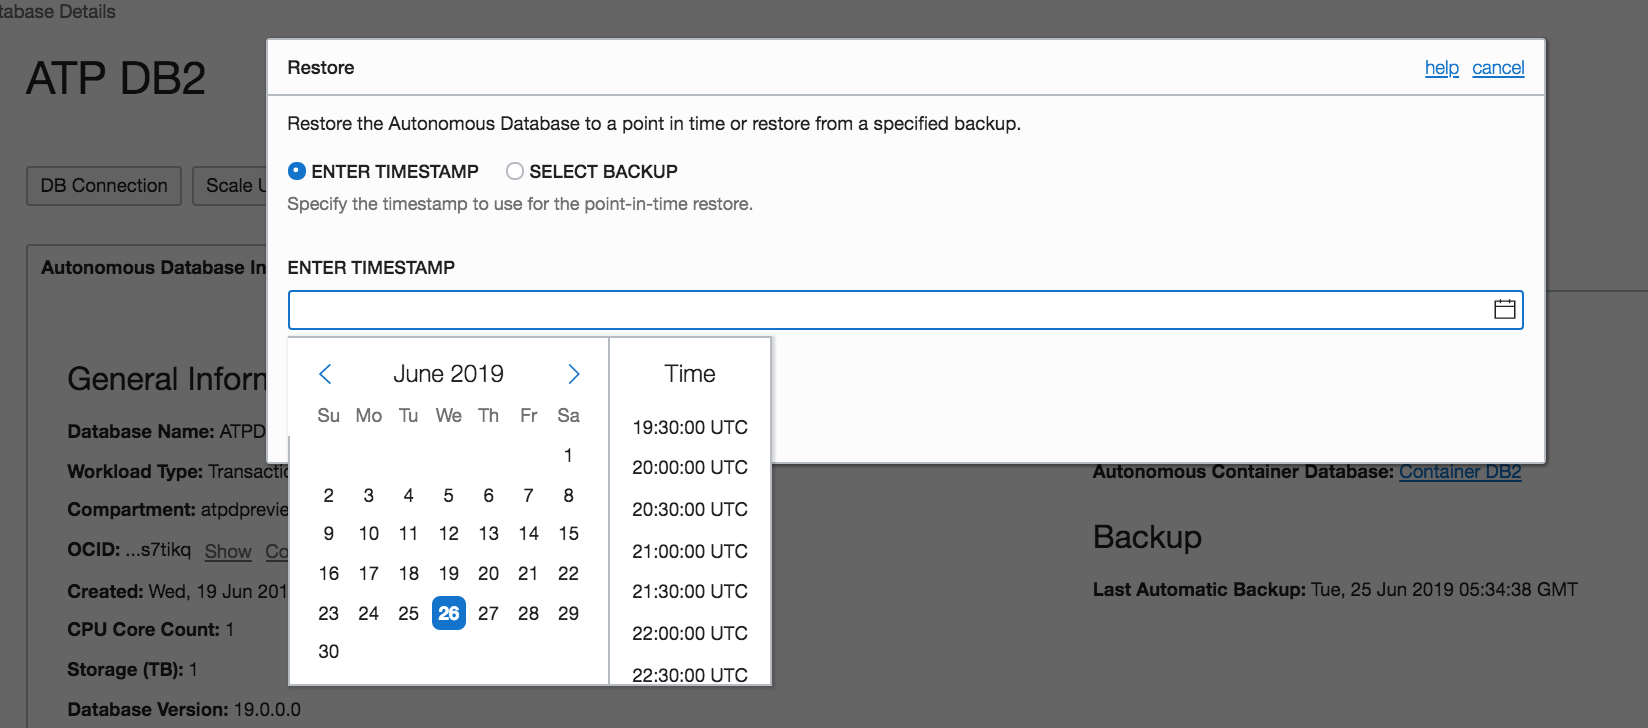 tabase Details
ATP DB2
Restore
help cancel
Restore the Autonomous Database to a point in time or restore from a specified backup.
ENTER TIMESTAMP SELECT BACKUP
Specify the timestamp to use for the point-in-time restore.
DB Connection Scale U
Autonomous Database In
ENTER TIMESTAMP
June 2019
Su Mo Tu We Th Fr Sa
1
2 3 4 5 6 7 8
9 10 11 12 13 14 15
16 17 18 19 20 21 22
23 24 25 26 27 28 29
30
Time
19:30:00 UTC
20:00:00 UTC
20:30:00 UTC
21:00:00 UTC
21:30:00 UTC
22:00:00 UTC
22:30:00 UTC
General Inform
Database Name: ATPD
Workload Type: Transactio
Compartment: atpdprevie
OCID: ...s7tikq Show Co
Created: Wed, 19 Jun 201
CPU Core Count: 1
Storage (TB): 1
Database Version: 19.0.0.0
Autonomous Container Database: Container DB2
Backup
Last Automatic Backup: Tue, 25 Jun 2019 05:34:38 GMT